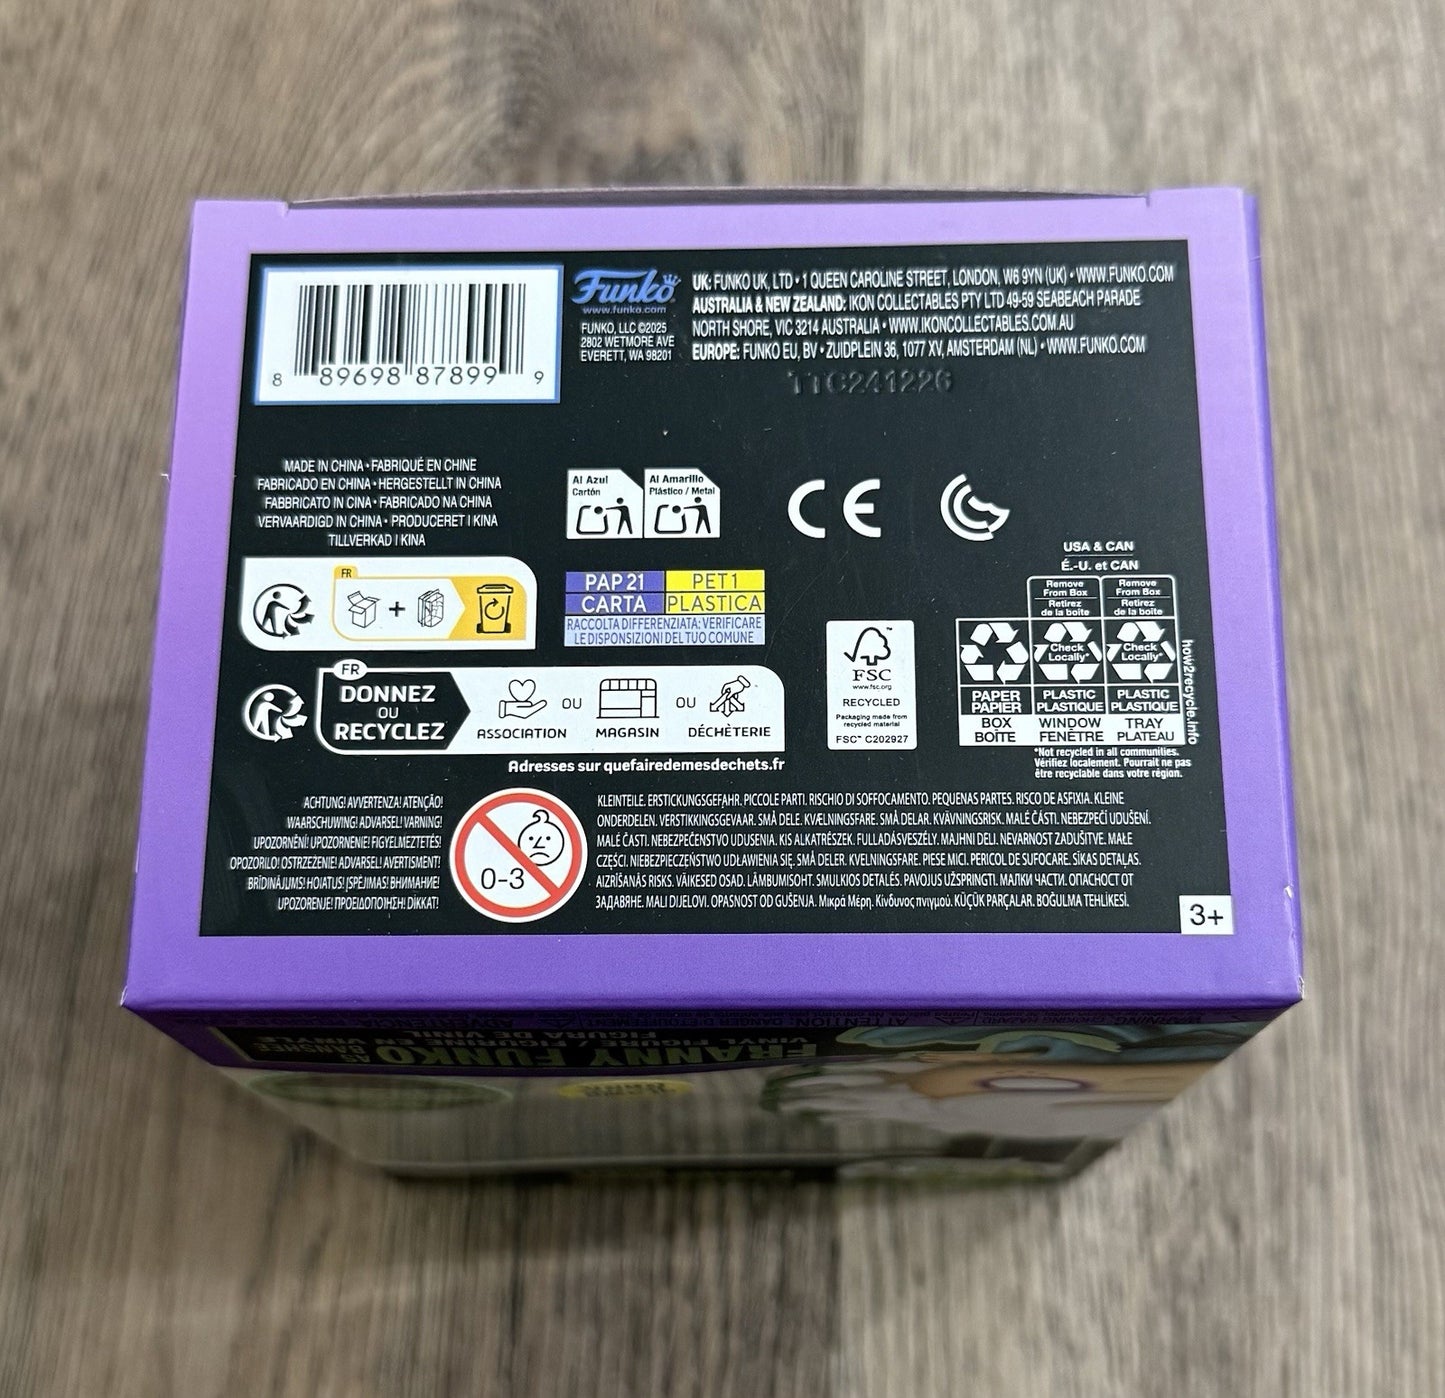 8 89698 87899 9
Funko
www.funko.com
FUNKO, LLC ©2025
2802 WETMORE AVE
EVERETT, WA 98201
UK: FUNKO UK, LTD • 1 QUEEN CAROLINE STREET, LONDON, W6 9YN (UK) • WWW.FUNKO.COM
AUSTRALIA & NEW ZEALAND: IKON COLLECTABLES PTY LTD 49-59 SEABEACH PARADE
NORTH SHORE, VIC 3214 AUSTRALIA • WWW.IKONCOLLECTABLES.COM.AU
EUROPE: FUNKO EU, BV • ZUIDPLEIN 36, 1077 XV, AMSTERDAM (NL) • WWW.FUNKO.COM
TTC241226
MADE IN CHINA • FABRIQUÉ EN CHINE
FABRICADO EN CHINA • HERGESTELLT IN CHINA
FABBRICATO IN CINA • FABRICADO NA CHINA
VERVAARDIGD IN CHINA • PRODUCERET I KINA
TILLVERKAD I KINA
Al Azul
Cartón
Al Amarillo
Plástico / Metal
CE
FR
+
PAP 21
PET 1
CARTA
PLASTICA
RACCOLTA DIFFERENZIATA: VERIFICARE
LE DISPOSIZIONI DEL TUO COMUNE
FR
DONNEZ
OU
RECYCLEZ
ASSOCIATION
OU
MAGASIN
OU
DÉCHÈTERIE
Adresses sur quefairedemesdechets.fr
FSC™
www.fsc.org
RECYCLED
Packaging made from
recycled material
FSC™ C202927
USA & CAN
É.-U. et CAN
Remove
From Box
Retirez
de la boîte
Remove
From Box
Retirez
de la boîte
Check
Locally*
Check
Locally*
PAPER
PAPIER
PLASTIC
PLASTIQUE
PLASTIC
PLASTIQUE
BOX
BOÎTE
WINDOW
FENÊTRE
TRAY
PLATEAU
how2recycle.info
*Not recycled in all communities.
Vérifiez localement. Pourrait ne pas
être recyclable dans votre région.
ACHTUNG! AVVERTENZA! ATENÇÃO!
WAARSCHUWING! ADVARSEL! VARNING!
UPOZORNĚNÍ! UPOZORNENIE! FIGYELMEZTETÉS!
OPOZORILO! OSTRZEŻENIE! ADVARSEL! AVERTISMENT!
BRĪDINĀJUMS! HOIATUS! ĮSPĖJIMAS! ВНИМАНИЕ!
UPOZORENJE! ΠΡΟΕΙΔΟΠΟΙΗΣΗ! DİKKAT!
0-3
KLEINTEILE. ERSTICKUNGSGEFAHR. PICCOLE PARTI. RISCHIO DI SOFFOCAMENTO. PEQUENAS PARTES. RISCO DE ASFIXIA. KLEINE
ONDERDELEN. VERSTIKKINGSGEVAAR. SMÅ DELE. KVÆLNINGSFARE. SMÅ DELAR. KVÄVNINGSRISK. MALÉ ČÁSTI. NEBEZPEČÍ UDUŠENÍ.
MALÉ ČASTI. NEBEZPEČENSTVO UDUSENIA. KIS ALKATRÉSZEK. FULLADÁSVESZÉLY. MAJHNI DELI. NEVARNOST ZADUŠITVE. MAŁE
CZĘŚCI. NIEBEZPIECZEŃSTWO UDŁAWIENIA SIĘ. SMÅ DELER. KVELNINGSFARE. PIESE MICI. PERICOL DE SUFOCARE. SĪKAS DETAĻAS.
AIZRĪŠANĀS RISKS. VÄIKESED OSAD. LÄMBUMISOHT. SMULKIOS DETALĖS. PAVOJUS UŽSPRINGTI. МАЛКИ ЧАСТИ. ОПАСНОСТ ОТ
ЗАДАВЯНЕ. MALI DIJELOVI. OPASNOST OD GUŠENJA. Μικρά Μέρη. Κίνδυνος πνιγμού. KÜÇÜK PARÇALAR. BOĞULMA TEHLİKESİ.
3+
FRANNY FUNKO
VINYL FIGURE / FIGURINE EN VINYLE
FIGURA DE VINIL